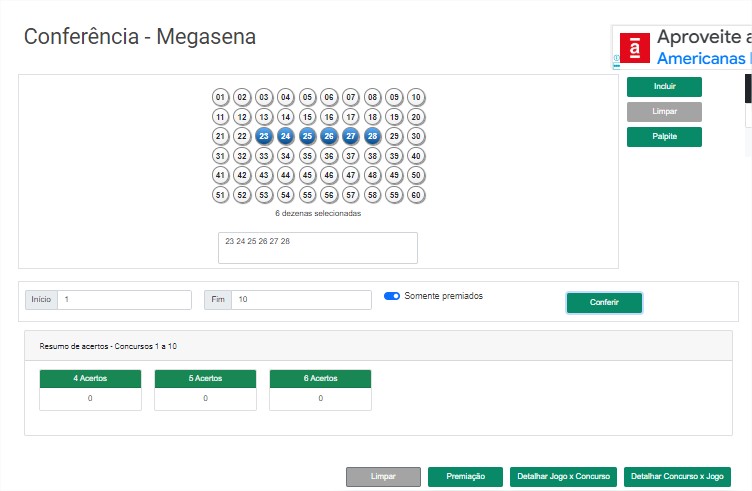 Conferência - Megasena
Aproveite a
Americanas
Incluir
Limpar
Palpite
01 02 03 04 05 06 07 08 09 10
11 12 13 14 15 16 17 18 19 20
21 22 23 24 25 26 27 28 29 30
31 32 33 34 35 36 37 38 39 40
41 42 43 44 45 46 47 48 49 50
51 52 53 54 55 56 57 58 59 60
6 dezenas selecionadas
23 24 25 26 27 28
Início 1 Fim 10 Somente premiados Conferir
Resumo de acertos - Concursos 1 a 10
4 Acertos 5 Acertos 6 Acertos
0 0 0
Limpar Premiação Detalhar Jogo x Concurso Detalhar Concurso x Jogo